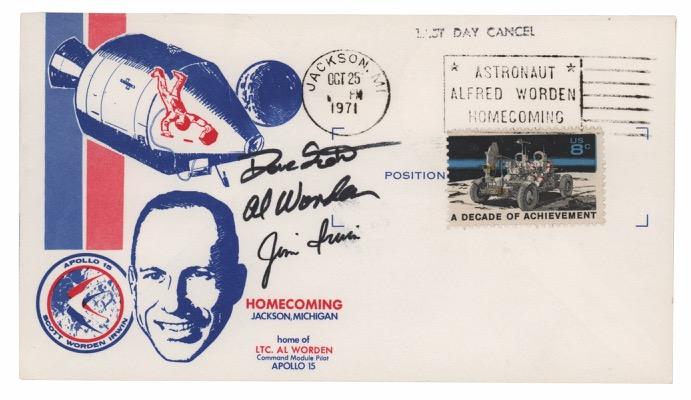 LAST DAY CANCEL
JACKSON, MI
OCT 25
PM
1971
* ASTRONAUT *
ALFRED WORDEN
HOMECOMING
US
8c
A DECADE OF ACHIEVEMENT
POSITION
Dave Scott
Al Worden
Jim Irwin
APOLLO 15
SCOTT WORDEN IRWIN
HOMECOMING
JACKSON, MICHIGAN
home of
LTC. AL WORDEN
Command Module Pilot
APOLLO 15